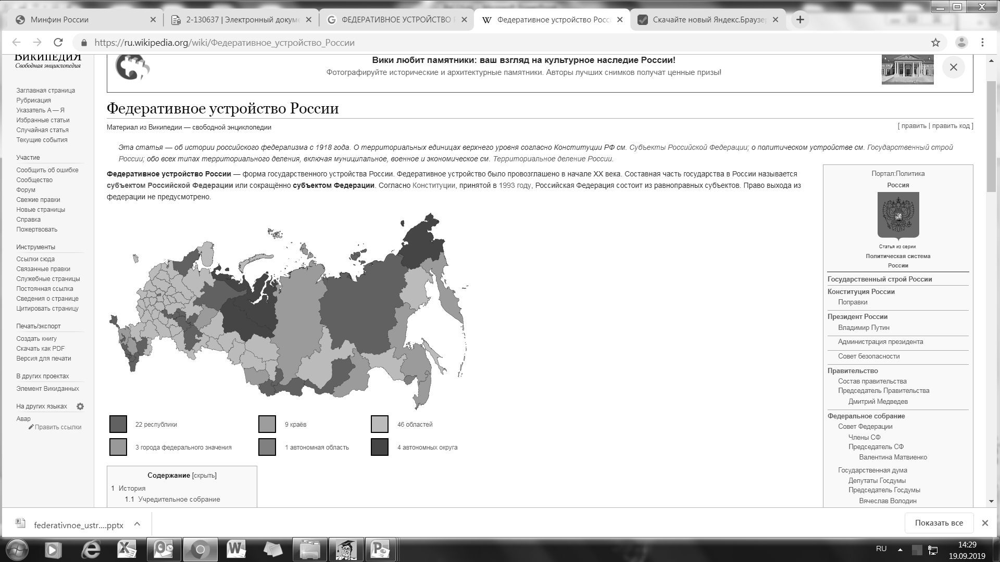 Минфин России
2-130637 | Электронный докуме
ФЕДЕРАТИВНОЕ УСТРОЙСТВО Р
Федеративное устройство Росси
Скачайте новый Яндекс.Браузер
https://ru.wikipedia.org/wiki/Федеративное_устройство_России
ВИКИПЕДИЯ
Свободная энциклопедия
Заглавная страница
Рубрикация
Указатель А — Я
Избранные статьи
Случайная статья
Текущие события
Участие
Сообщить об ошибке
Сообщество
Форум
Свежие правки
Новые страницы
Справка
Пожертвовать
Инструменты
Ссылки сюда
Связанные правки
Служебные страницы
Постоянная ссылка
Сведения о странице
Цитировать страницу
Печать/экспорт
Создать книгу
Скачать как PDF
Версия для печати
В других проектах
Элемент Викиданных
На других языках
Авар
Править ссылки
Вики любит памятники: ваш взгляд на культурное наследие России!
Фотографируйте исторические и архитектурные памятники. Авторы лучших снимков получат ценные призы!
Федеративное устройство России
Материал из Википедии — свободной энциклопедии
[ править | править код ]
Эта статья — об истории российского федерализма с 1918 года. О территориальных единицах верхнего уровня согласно Конституции РФ см. Субъекты Российской Федерации; о политическом устройстве см. Государственный строй
России; обо всех типах территориального деления, включая муниципальное, военное и экономическое см. Территориальное деление России.
Федеративное устройство России — форма государственного устройства России. Федеративное устройство было провозглашено в начале XX века. Составная часть государства в России называется
субъектом Российской Федерации или сокращённо субъектом Федерации. Согласно Конституции, принятой в 1993 году, Российская Федерация состоит из равноправных субъектов. Право выхода из
федерации не предусмотрено.
22 республики
9 краёв
46 областей
3 города федерального значения
1 автономная область
4 автономных округа
Содержание [скрыть]
1 История
1.1 Учредительное собрание
Портал:Политика
Россия
Статья из серии
Политическая система
России
Государственный строй России
Конституция России
Поправки
Президент России
Владимир Путин
Администрация президента
Совет безопасности
Правительство
Состав правительства
Председатель Правительства
Дмитрий Медведев
Федеральное собрание
Совет Федерации
Члены СФ
Председатель СФ
Валентина Матвиенко
Государственная дума
Депутаты Госдумы
Председатель Госдумы
Вячеслав Володин
federativnoe_ustr....pptx
Показать все
RU
14:29
19.09.2019